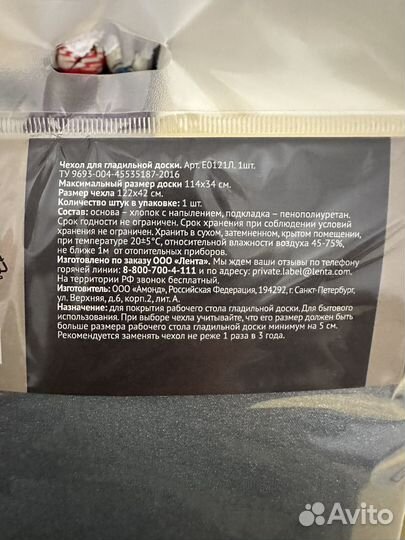 Чехол для гладильной доски. Арт. Е0121Л. 1шт.
ТУ 9693-004-45535187-2016
Максимальный размер доски 114х34 см.
Размер чехла 122х42 см.
Количество штук в упаковке: 1 шт.
Состав: основа – хлопок с напылением, подкладка – пенополиуретан.
Срок годности не ограничен. Срок хранения при соблюдении условий
хранения не ограничен. Хранить в сухом, затемненном, крытом помещении,
при температуре 20±5°С, относительной влажности воздуха 45-75%,
не ближе 1м от отопительных приборов.
Изготовлено по заказу ООО «Лента». Мы ждем ваши отзывы по телефону
горячей линии: 8-800-700-4-111 и по адресу: private.label@lenta.com.
На территории РФ звонок бесплатный.
Изготовитель: ООО «Амонд», Российская Федерация, 194292, г. Санкт-Петербург,
ул. Верхняя, д.6, корп.2, лит. А.
Назначение: для покрытия рабочего стола гладильной доски. Для бытового
использования. При выборе чехла учитывайте, что его размер должен быть
больше размера рабочего стола гладильной доски минимум на 5 см.
Рекомендуется заменять чехол не реже 1 раза в 3 года.
Avito